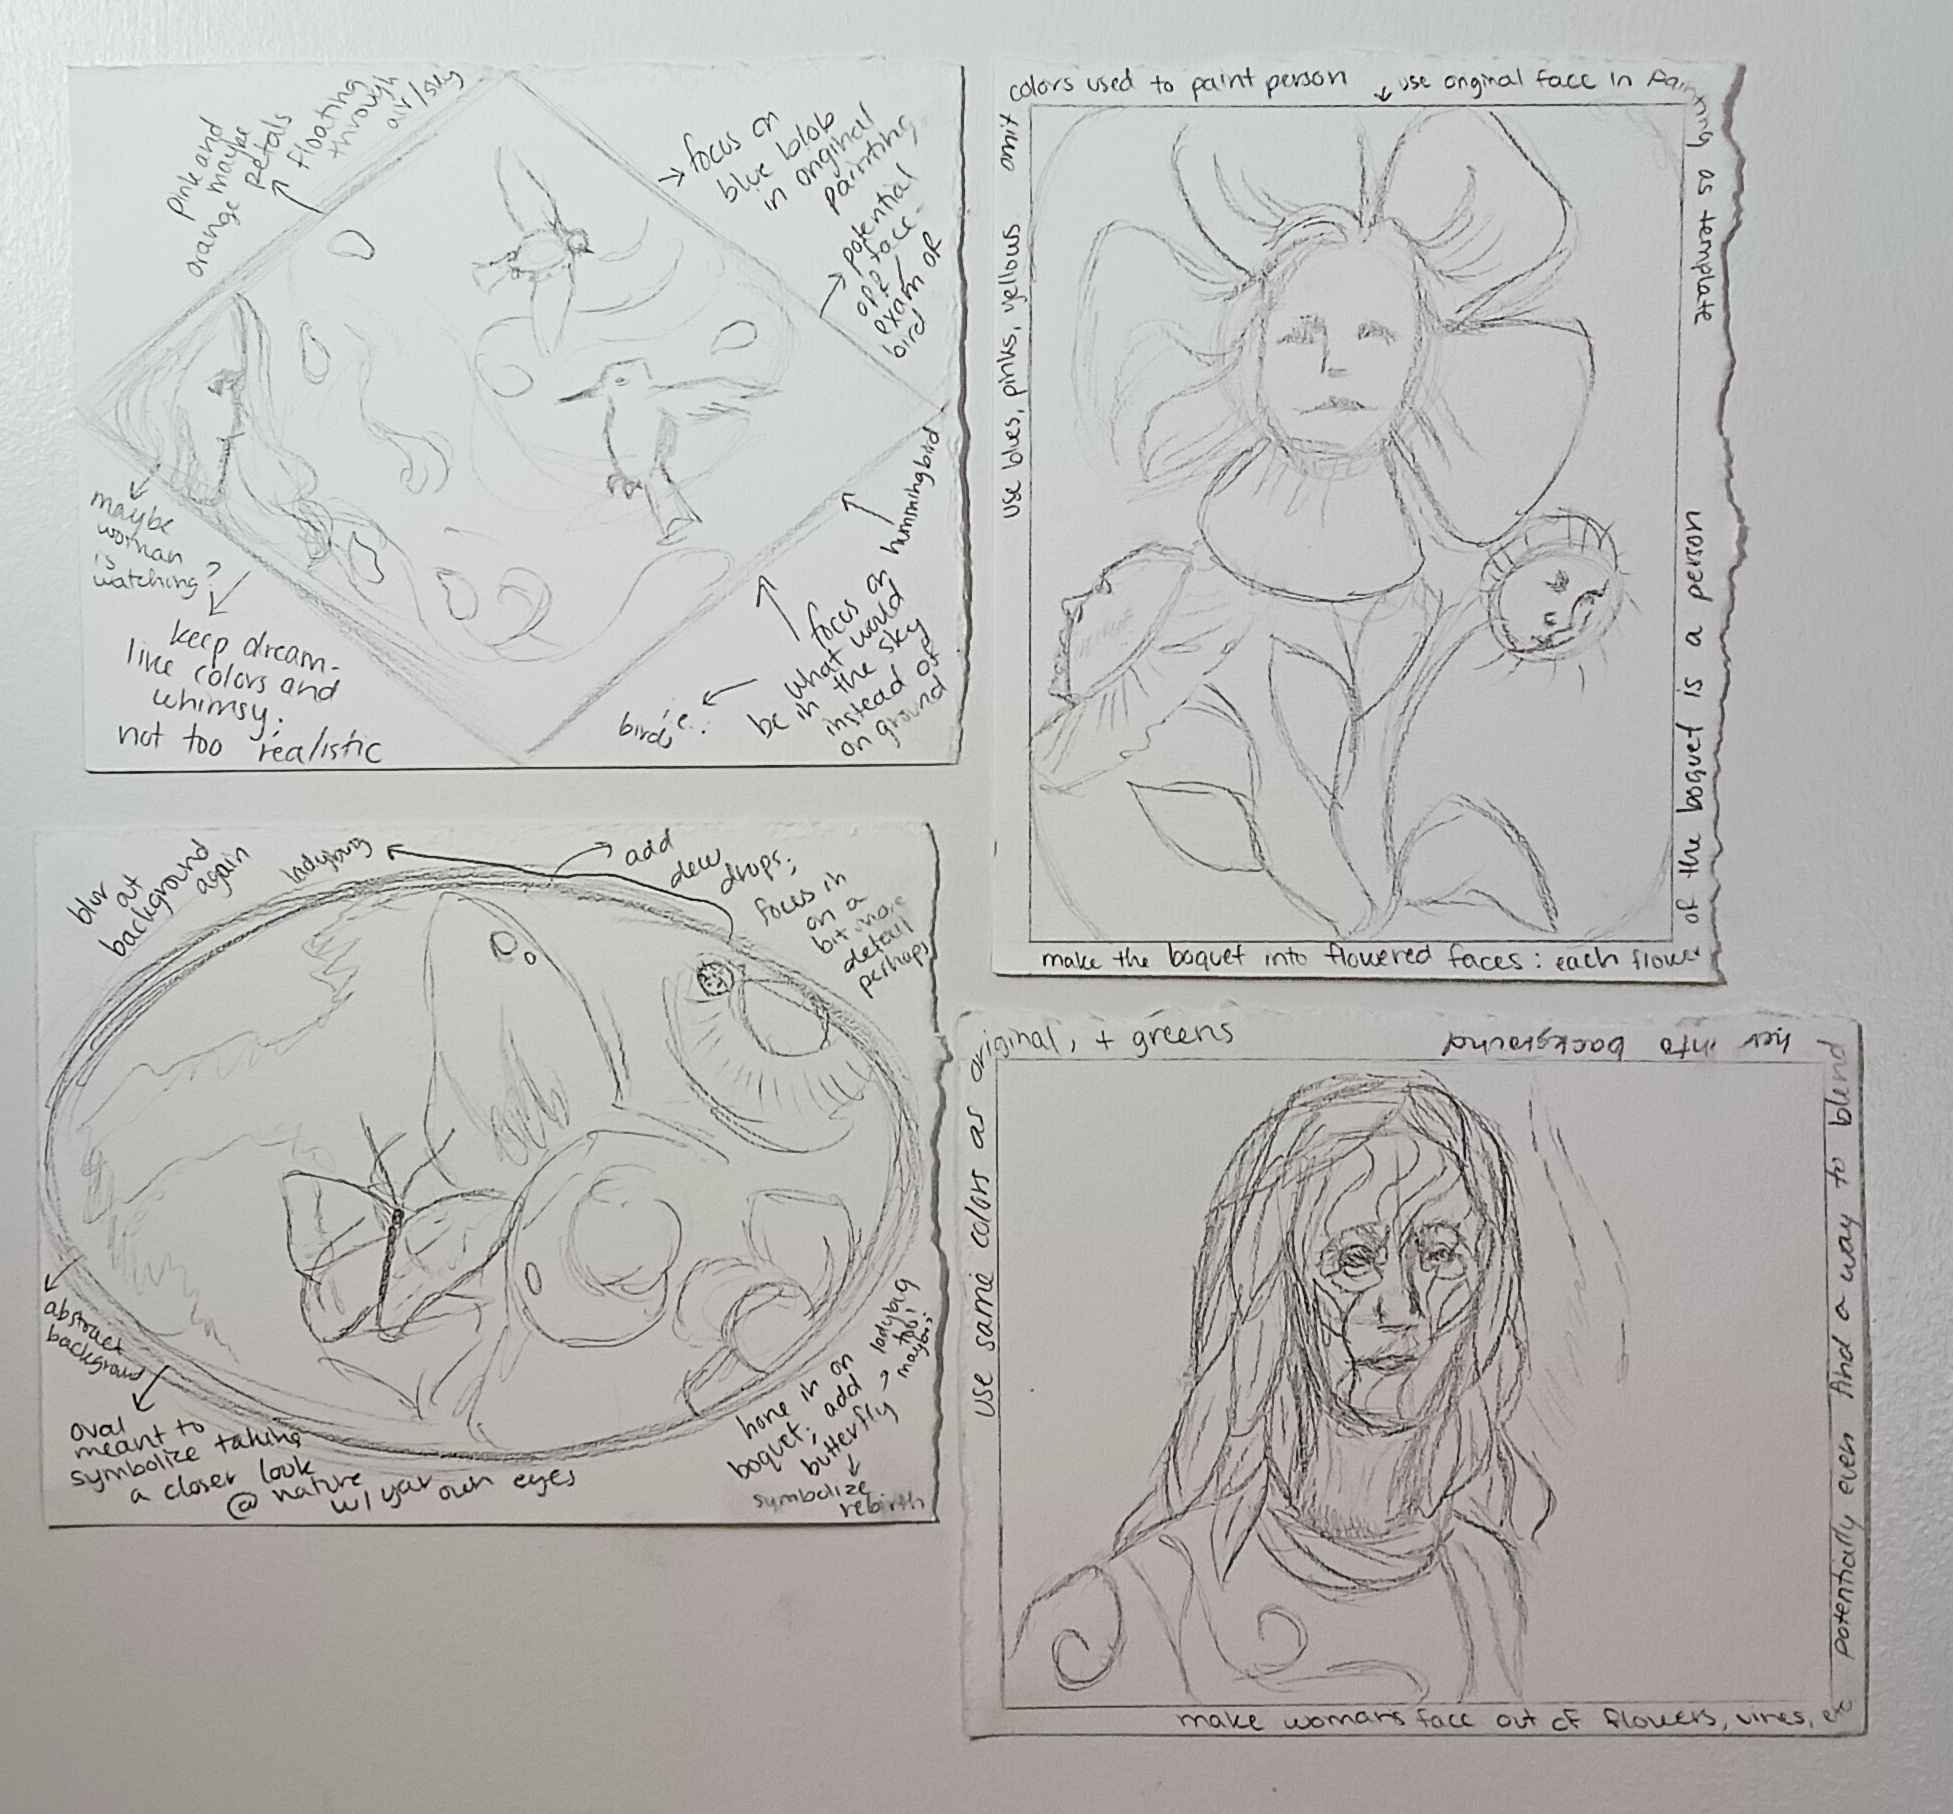 pink and
orange maybe
petals
floating
through
air/sky
→ focus on
blue blob
in original
painting,
potential
opp face -
exam OR
bird
maybe
woman
is
watching?
keep dream-
like colors and
whimsy;
not too realistic
focus on hummingbird
what would
be in the sky
instead of
on ground
i.e.:
birds
colors used to paint person
use original face in painting as template
omit
use blues, pinks, yellows
make the boquet into flowered faces: each flower
of the boquet is a person
blur out
background
again
ladybug
add
dew
drops;
focus in
on a
bit more
detail
perhaps
abstract
background
oval
meant to
symbolize taking
a closer look
@ nature
w/ your own eyes
hone in on
boquet; add
butterfly
→ ladybug
too,
maybe?
symbolize
rebirth
use same colors as original, + greens
make womans face out of flowers, vines, etc
potentially even find a way to blend
her into background